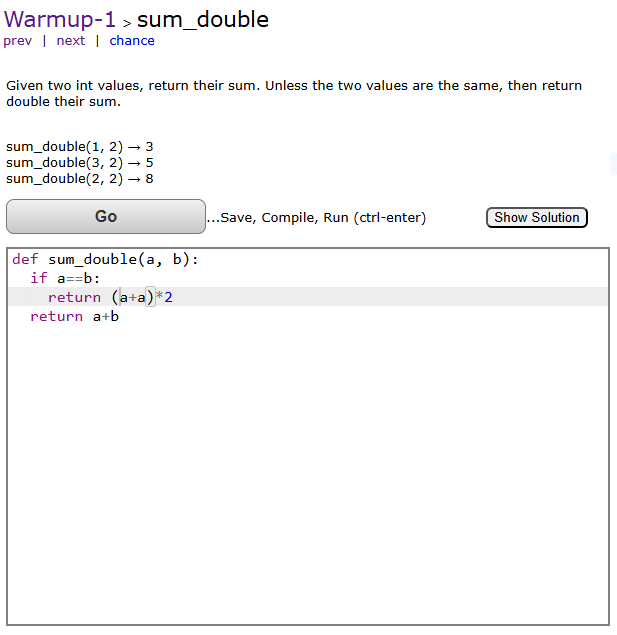 Warmup-1 > sum_double
prev | next | chance
Given two int values, return their sum. Unless the two values are the same, then return
double their sum.
sum_double(1, 2) → 3
sum_double(3, 2) → 5
sum_double(2, 2) → 8
Go ...Save, Compile, Run (ctrl-enter) Show Solution
def sum_double(a, b):
  if a==b:
    return (a+a)*2
  return a+b